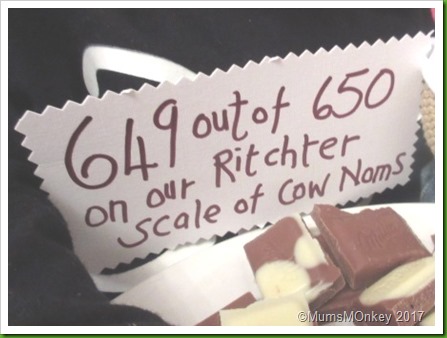 649 out of 650
on our Ritchter
scale of Cow Noms
©MumsMOnkey 2017